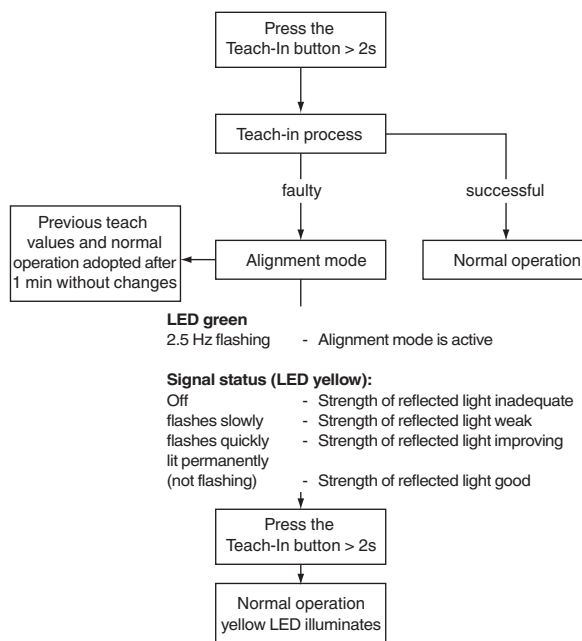 Press the
Teach-In button > 2s
Teach-in process
faulty
successful
Previous teach
values and normal
operation adopted after
1 min without changes
Alignment mode
Normal operation
LED green
2.5 Hz flashing - Alignment mode is active
Signal status (LED yellow):
Off - Strength of reflected light inadequate
flashes slowly - Strength of reflected light weak
flashes quickly - Strength of reflected light improving
lit permanently
(not flashing) - Strength of reflected light good
Press the
Teach-In button > 2s
Normal operation
yellow LED illuminates